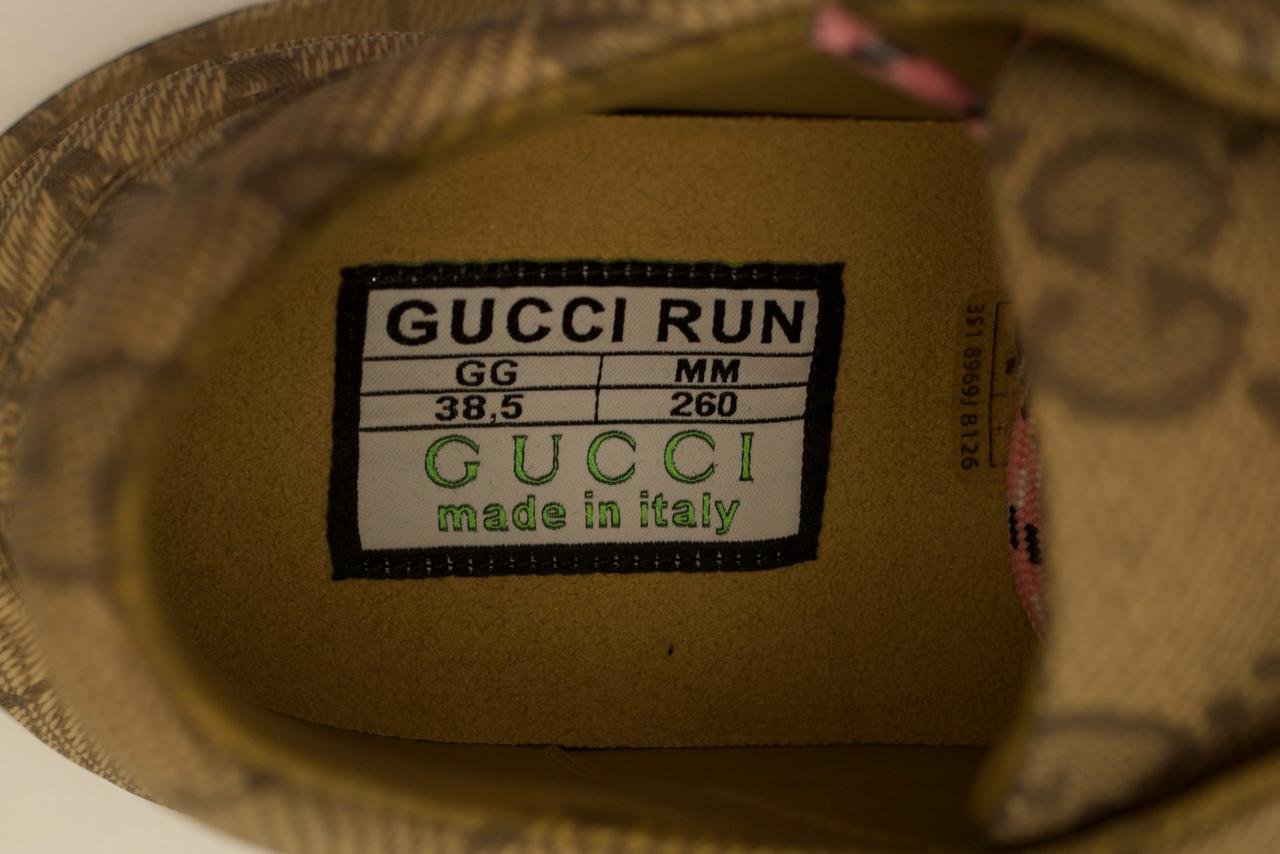 GUCCI RUN
GG MM
38,5 260
GUCCI
made in italy